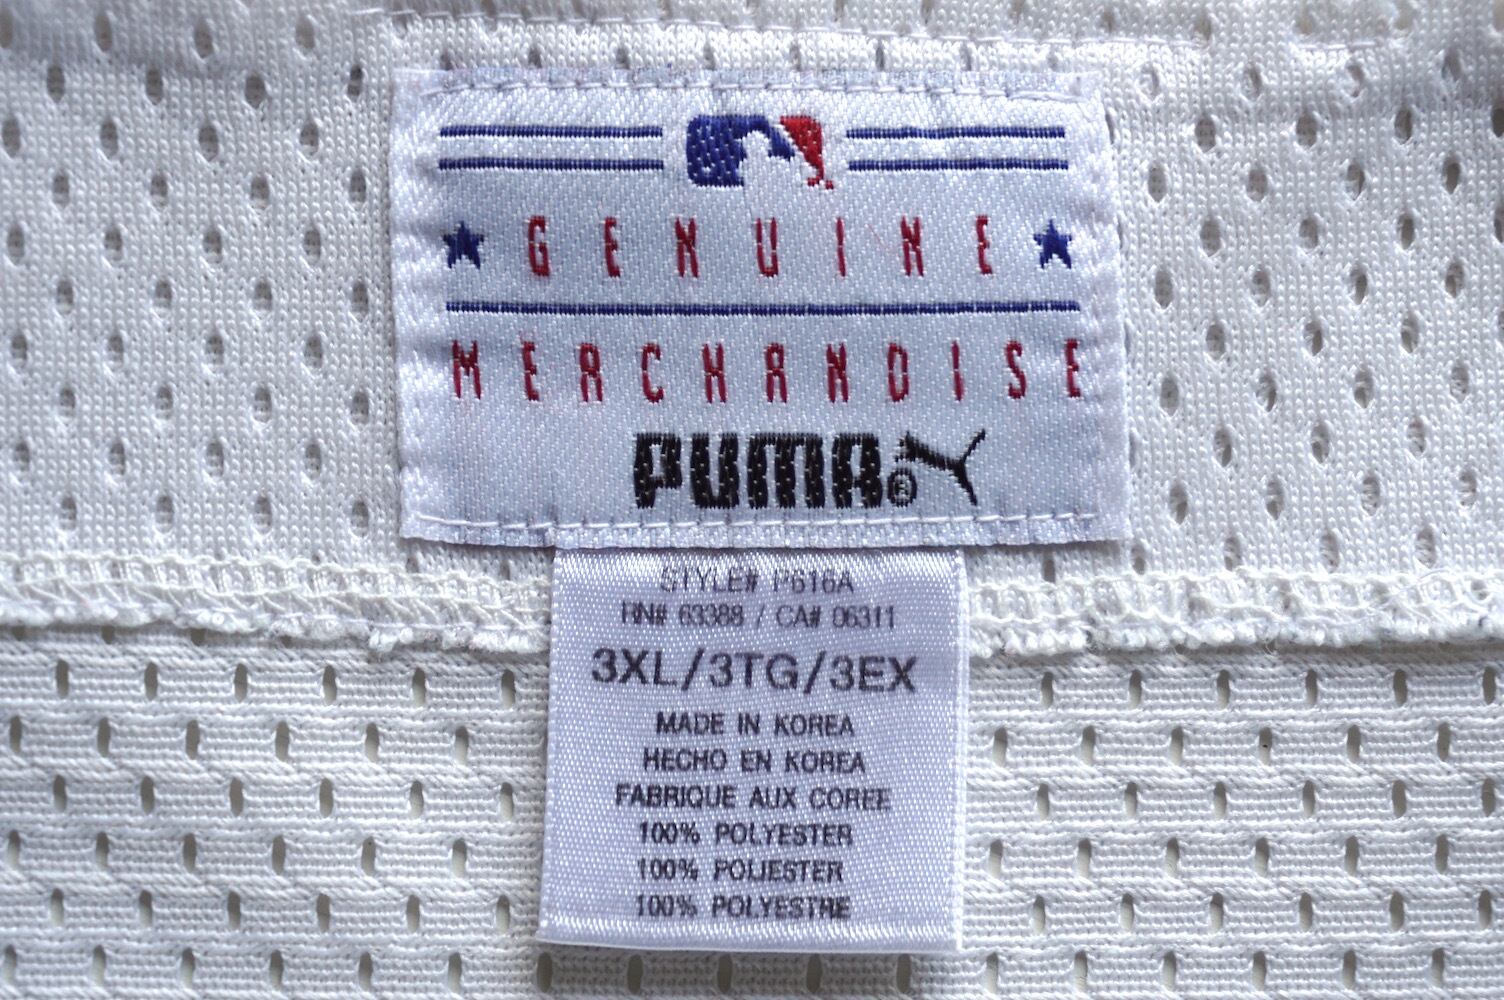 GENUINE
MERCHANDISE
PUMA ®
STYLE# P616A
RN# 63388 / CA# 06311
3XL/3TG/3EX
MADE IN KOREA
HECHO EN KOREA
FABRIQUE AUX COREE
100% POLYESTER
100% POLIESTER
100% POLYESTRE